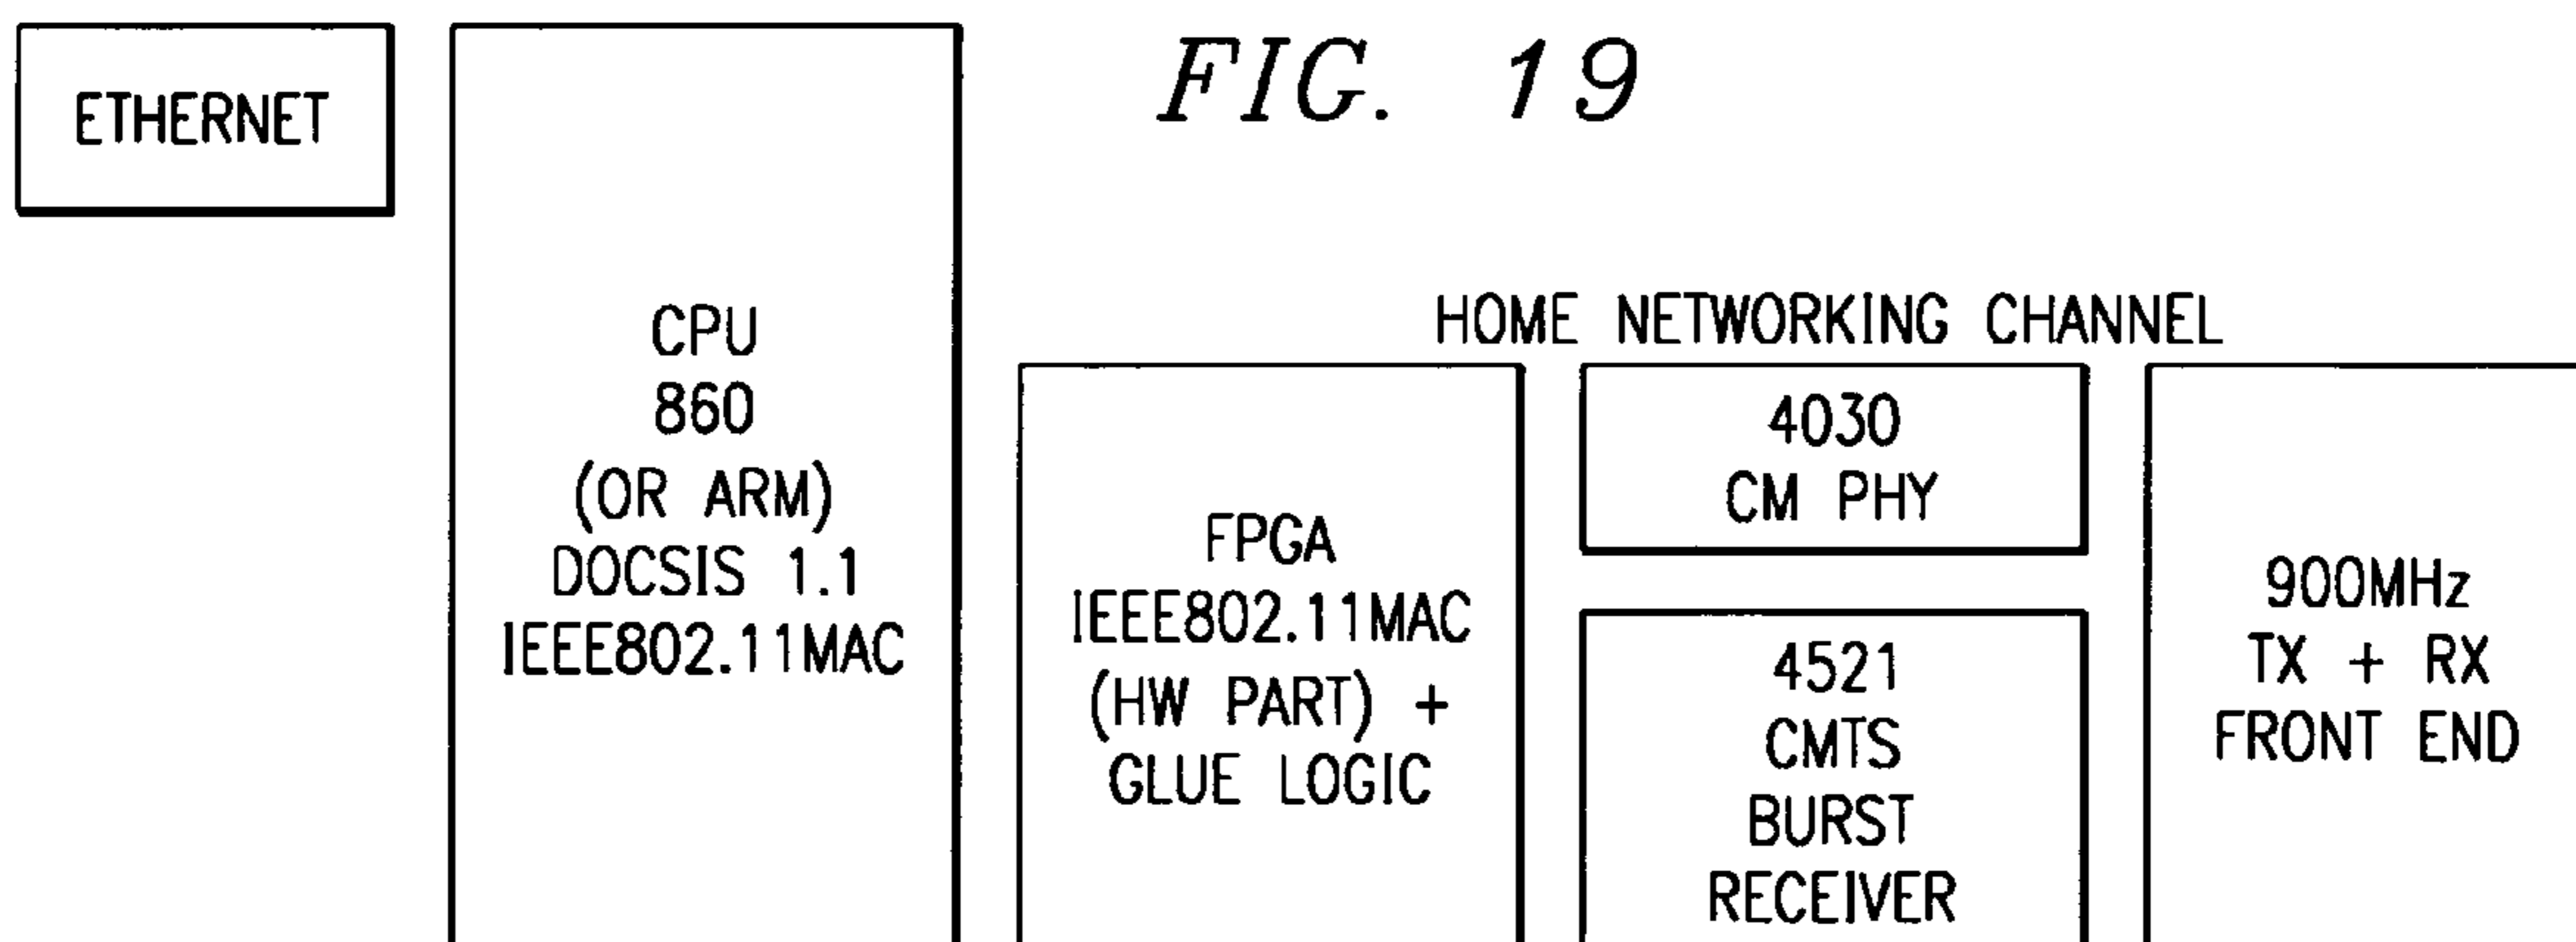 FIG. 19
ETHERNET
CPU
860
(OR ARM)
DOCSIS 1.1
IEEE802.11MAC
HOME NETWORKING CHANNEL
FPGA
IEEE802.11MAC
(HW PART) +
GLUE LOGIC
4030
CM PHY
4521
CMTS
BURST
RECEIVER
900MHz
TX + RX
FRONT END